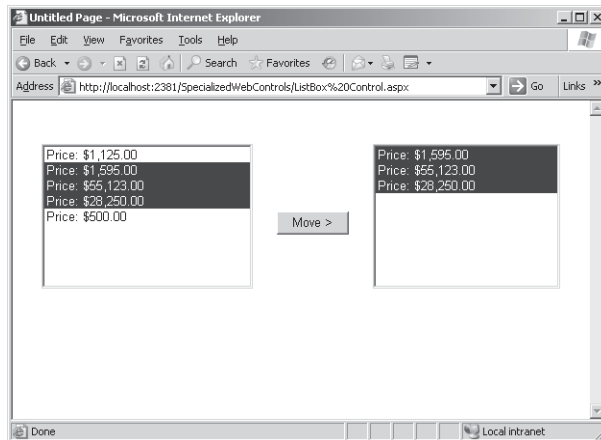 Untitled Page - Microsoft Internet Explorer
File Edit View Favorites Tools Help
Back Search Favorites
Address http://localhost:2381/SpecializedWebControls/ListBox%20Control.aspx Go Links »
Price: $1,125.00
Price: $1,595.00
Price: $55,123.00
Price: $28,250.00
Price: $500.00
Move >
Price: $1,595.00
Price: $55,123.00
Price: $28,250.00
Done Local intranet